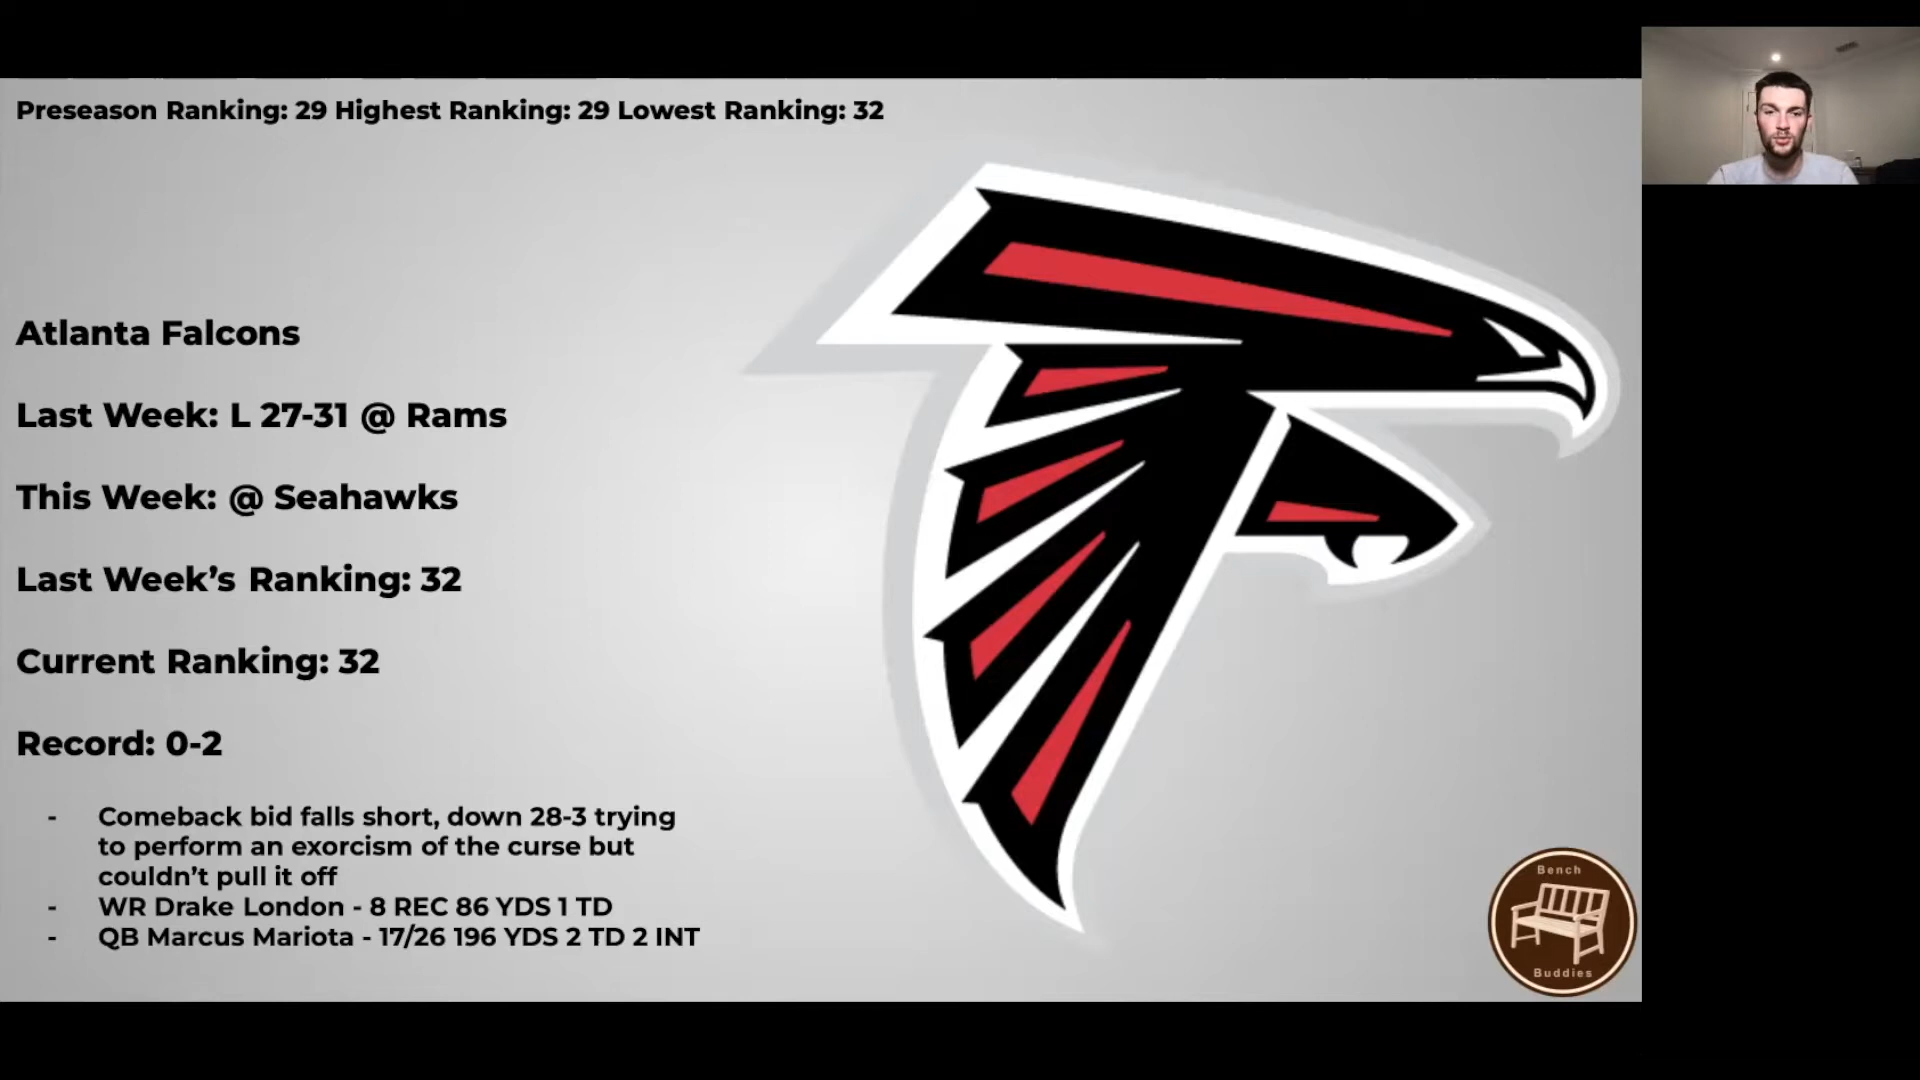 Preseason Ranking: 29 Highest Ranking: 29 Lowest Ranking: 32
Atlanta Falcons
Last Week: L 27-31 @ Rams
This Week: @ Seahawks
Last Week’s Ranking: 32
Current Ranking: 32
Record: 0-2
- Comeback bid falls short, down 28-3 trying
to perform an exorcism of the curse but
couldn’t pull it off
- WR Drake London - 8 REC 86 YDS 1 TD
- QB Marcus Mariota - 17/26 196 YDS 2 TD 2 INT
Bench
Buddies